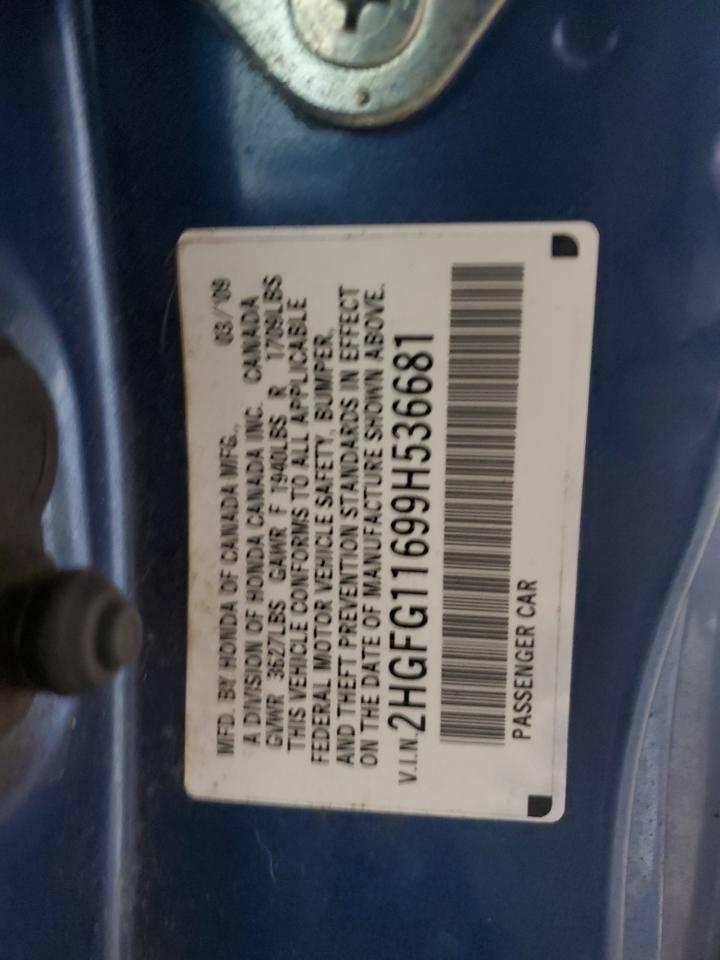 MFD. BY HONDA OF CANADA MFG., 03/'09
A DIVISION OF HONDA CANADA INC. CANADA
GVWR 3627LBS GAWR F 1940LBS R 1709LBS
THIS VEHICLE CONFORMS TO ALL APPLICABLE
FEDERAL MOTOR VEHICLE SAFETY, BUMPER,
AND THEFT PREVENTION STANDARDS IN EFFECT
ON THE DATE OF MANUFACTURE SHOWN ABOVE.
V.I.N. 2HGFG11699H536681
PASSENGER CAR